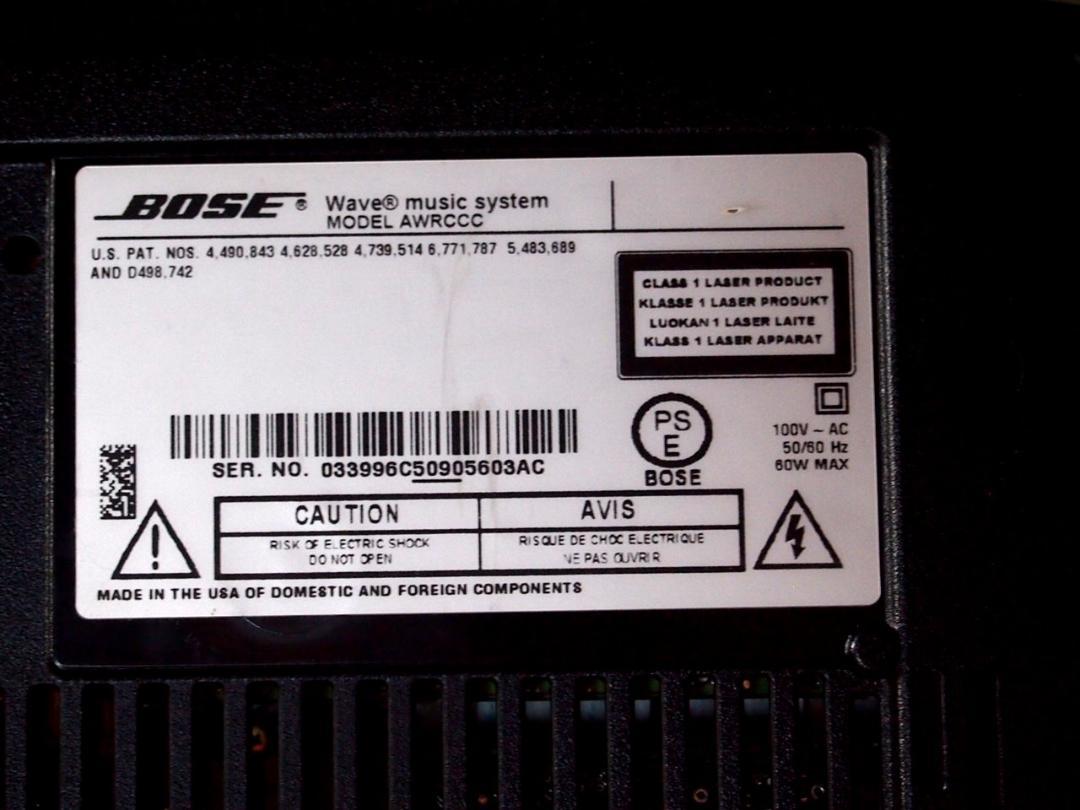 BOSE® Wave® music system
MODEL AWRCCC
U.S. PAT. NOS. 4,490,843 4,628,528 4,739,514 6,771,787 5,483,689
AND D498,742
CLASS 1 LASER PRODUCT
KLASSE 1 LASER PRODUKT
LUOKAN 1 LASER LAITE
KLASS 1 LASER APPARAT
PS
E
BOSE
100V ~ AC
50/60 Hz
60W MAX
SER. NO. 033996C50905603AC
CAUTION
RISK OF ELECTRIC SHOCK
DO NOT OPEN
AVIS
RISQUE DE CHOC ELECTRIQUE
NE PAS OUVRIR
MADE IN THE USA OF DOMESTIC AND FOREIGN COMPONENTS